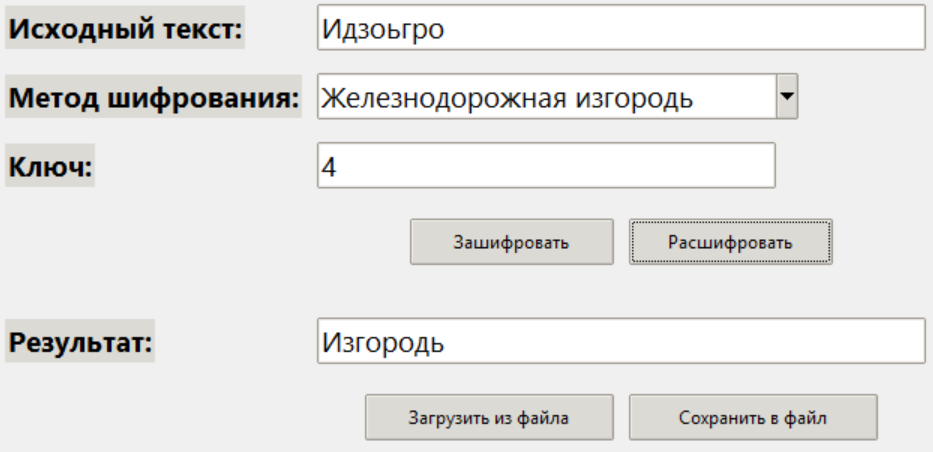 Исходный текст: Идзоьгро
Метод шифрования: Железнодорожная изгородь
Ключ: 4
Зашифровать Расшифровать
Результат: Изгородь
Загрузить из файла Сохранить в файл